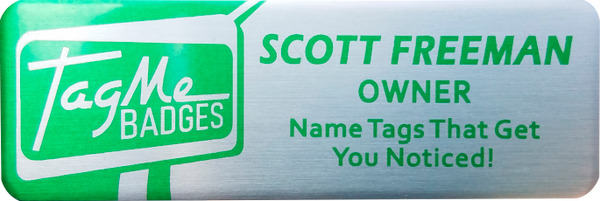 TagMe
BADGES
SCOTT FREEMAN
OWNER
Name Tags That Get
You Noticed!